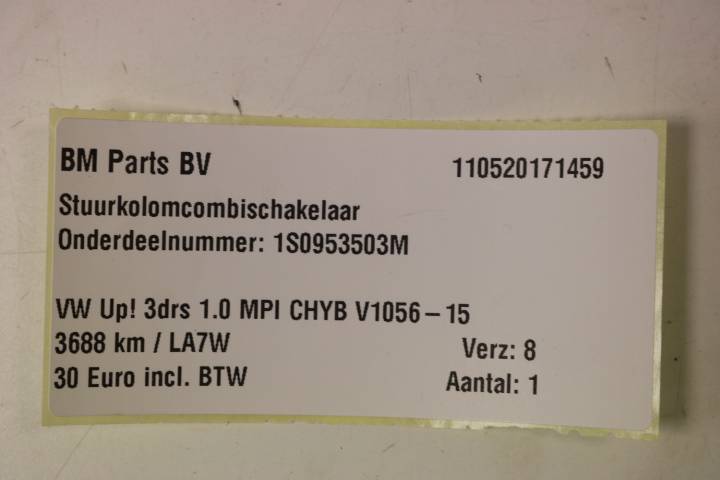 BM Parts BV 110520171459
Stuurkolomcombischakelaar
Onderdeelnummer: 1S0953503M
VW Up! 3drs 1.0 MPI CHYB V1056-15
3688 km / LA7W Verz: 8
30 Euro incl. BTW Aantal: 1